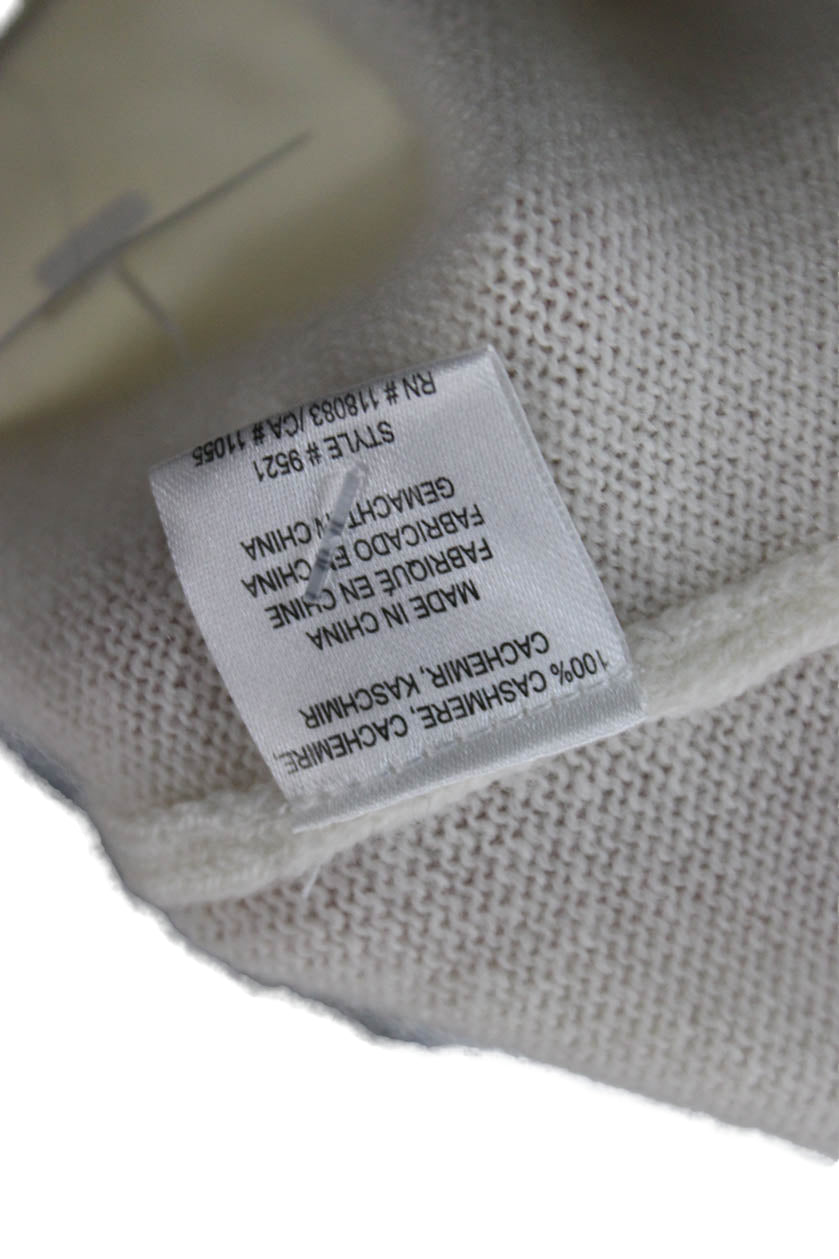 100% CASHMERE, CACHEMIRE,
CACHEMIR, KASCHMIR
MADE IN CHINA
FABRIQUÉ EN CHINE
FABRICADO EN CHINA
GEMACHT IN CHINA
STYLE # 9521
RN # 118083 /CA # 11055